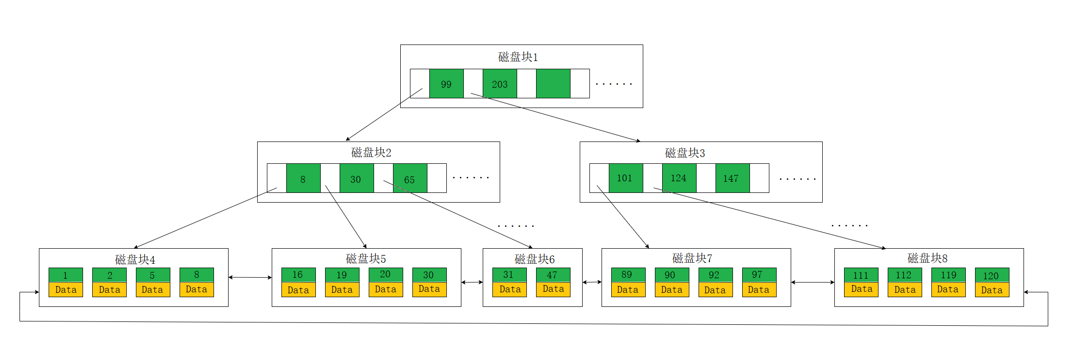 磁盘块1
99 203 ......
磁盘块2
8 30 65 ......
磁盘块3
101 124 147 ......
......
......
磁盘块4
1 2 5 8
Data Data Data Data
磁盘块5
16 19 20 30
Data Data Data Data
磁盘块6
31 47
Data Data
磁盘块7
89 90 92 97
Data Data Data Data
磁盘块8
111 112 119 120
Data Data Data Data